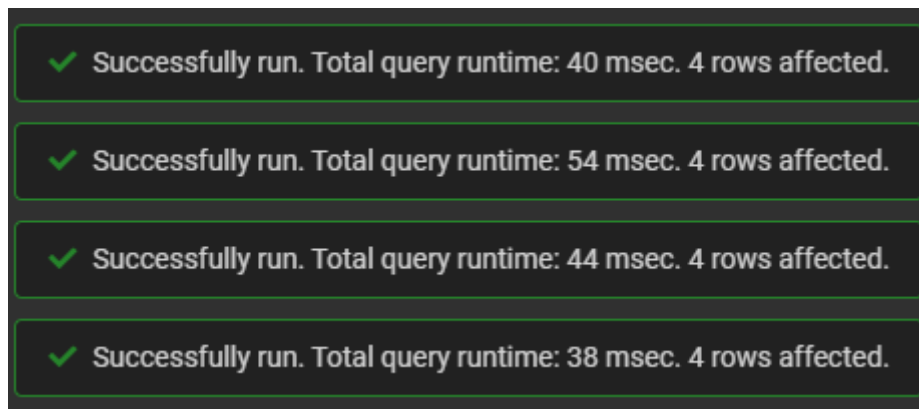 Successfully run. Total query runtime: 40 msec. 4 rows affected.
Successfully run. Total query runtime: 54 msec. 4 rows affected.
Successfully run. Total query runtime: 44 msec. 4 rows affected.
Successfully run. Total query runtime: 38 msec. 4 rows affected.